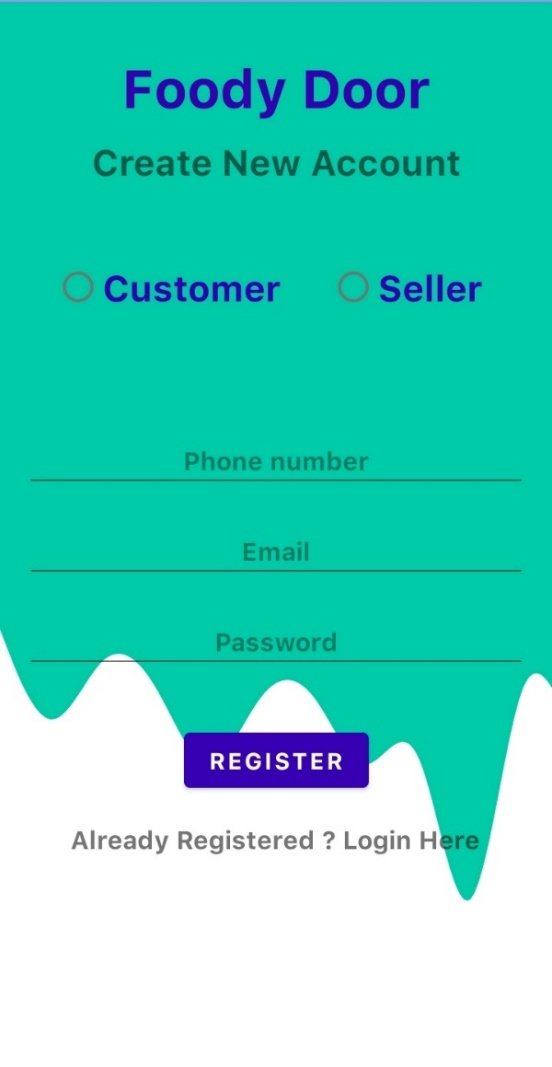 Foody Door
Create New Account
Customer Seller
Phone number
Email
Password
REGISTER
Already Registered ? Login Here